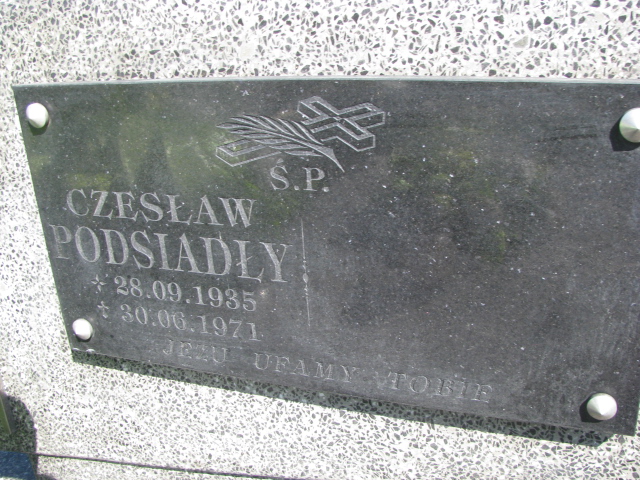 Ś.P.
CZESŁAW
PODSIADŁY
* 28.09.1935
† 30.06.1971
JEZU UFAMY TOBIE